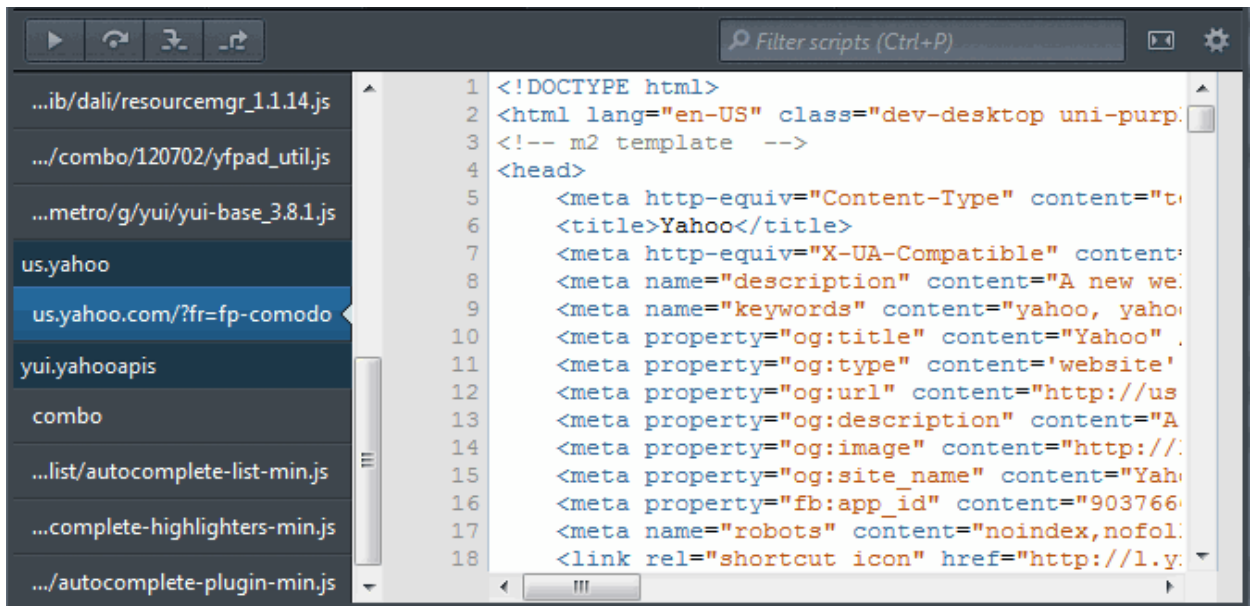 Filter scripts (Ctrl+P)
...ib/dali/resourcemgr_1.1.14.js
.../combo/120702/yfpad_util.js
...metro/g/yui/yui-base_3.8.1.js
us.yahoo
us.yahoo.com/?fr=fp-comodo
yui.yahooapis
combo
...list/autocomplete-list-min.js
...complete-highlighters-min.js
.../autocomplete-plugin-min.js
1 <!DOCTYPE html>
2 <html lang="en-US" class="dev-desktop uni-purp
3 <!-- m2 template  -->
4 <head>
5     <meta http-equiv="Content-Type" content="t
6     <title>Yahoo</title>
7     <meta http-equiv="X-UA-Compatible" content
8     <meta name="description" content="A new we
9     <meta name="keywords" content="yahoo, yaho
10     <meta property="og:title" content="Yahoo"
11     <meta property="og:type" content='website'
12     <meta property="og:url" content="http://us
13     <meta property="og:description" content="A
14     <meta property="og:image" content="http://
15     <meta property="og:site_name" content="Yah
16     <meta property="fb:app_id" content="903766
17     <meta name="robots" content="noindex,nofol
18     <link rel="shortcut icon" href="http://l.y